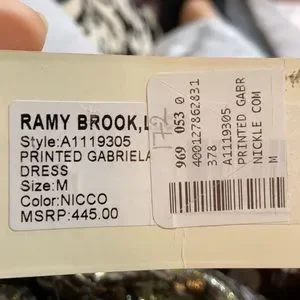 RAMY BROOK,L
Style:A1119305
PRINTED GABRIELA
DRESS
Size:M
Color:NICCO
MSRP:445.00
969 053 0
400127862831
378
A1119305
PRINTED GABR
NICKLE COM
M